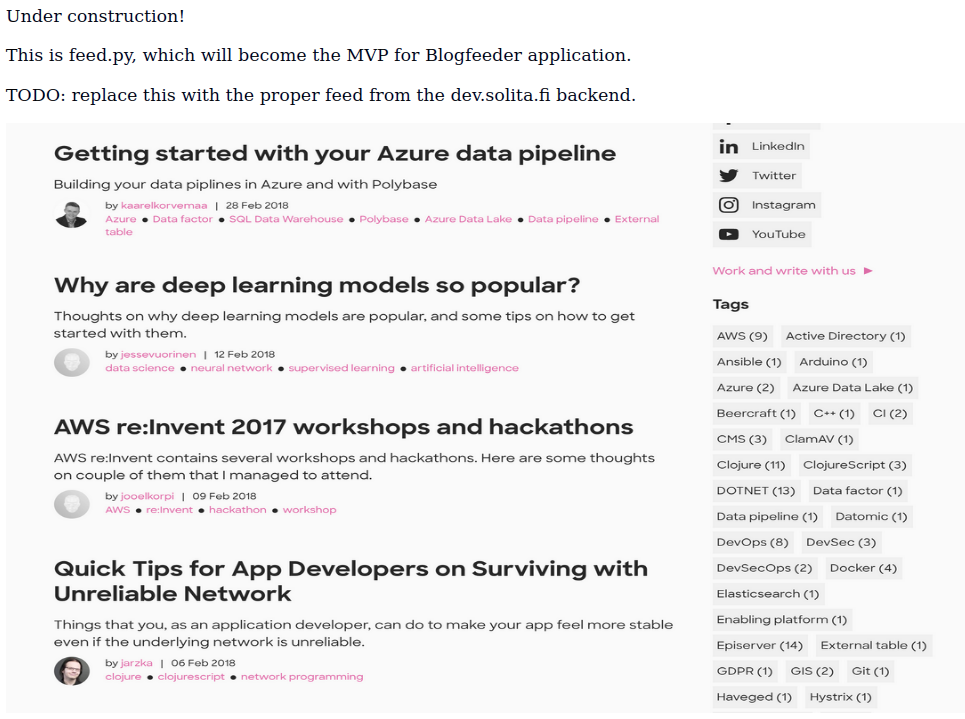 Under construction!
This is feed.py, which will become the MVP for Blogfeeder application.
TODO: replace this with the proper feed from the dev.solita.fi backend.
Getting started with your Azure data pipeline
Building your data piplines in Azure and with Polybase
by kaarelkorvemaa | 28 Feb 2018
Azure ● Data factor ● SQL Data Warehouse ● Polybase ● Azure Data Lake ● Data pipeline ● External
table
Why are deep learning models so popular?
Thoughts on why deep learning models are popular, and some tips on how to get
started with them.
by jessevuorinen | 12 Feb 2018
data science ● neural network ● supervised learning ● artificial intelligence
AWS re:Invent 2017 workshops and hackathons
AWS re:Invent contains several workshops and hackathons. Here are some thoughts
on couple of them that I managed to attend.
by jooelkorpi | 09 Feb 2018
AWS ● re:Invent ● hackathon ● workshop
Quick Tips for App Developers on Surviving with
Unreliable Network
Things that you, as an application developer, can do to make your app feel more stable
even if the underlying network is unreliable.
by jarzka | 06 Feb 2018
clojure ● clojurescript ● network programming
LinkedIn
Twitter
Instagram
YouTube
Work and write with us ►
Tags
AWS (9) Active Directory (1)
Ansible (1) Arduino (1)
Azure (2) Azure Data Lake (1)
Beercraft (1) C++ (1) CI (2)
CMS (3) ClamAV (1)
Clojure (11) ClojureScript (3)
DOTNET (13) Data factor (1)
Data pipeline (1) Datomic (1)
DevOps (8) DevSec (3)
DevSecOps (2) Docker (4)
Elasticsearch (1)
Enabling platform (1)
Episerver (14) External table (1)
GDPR (1) GIS (2) Git (1)
Haveged (1) Hystrix (1)